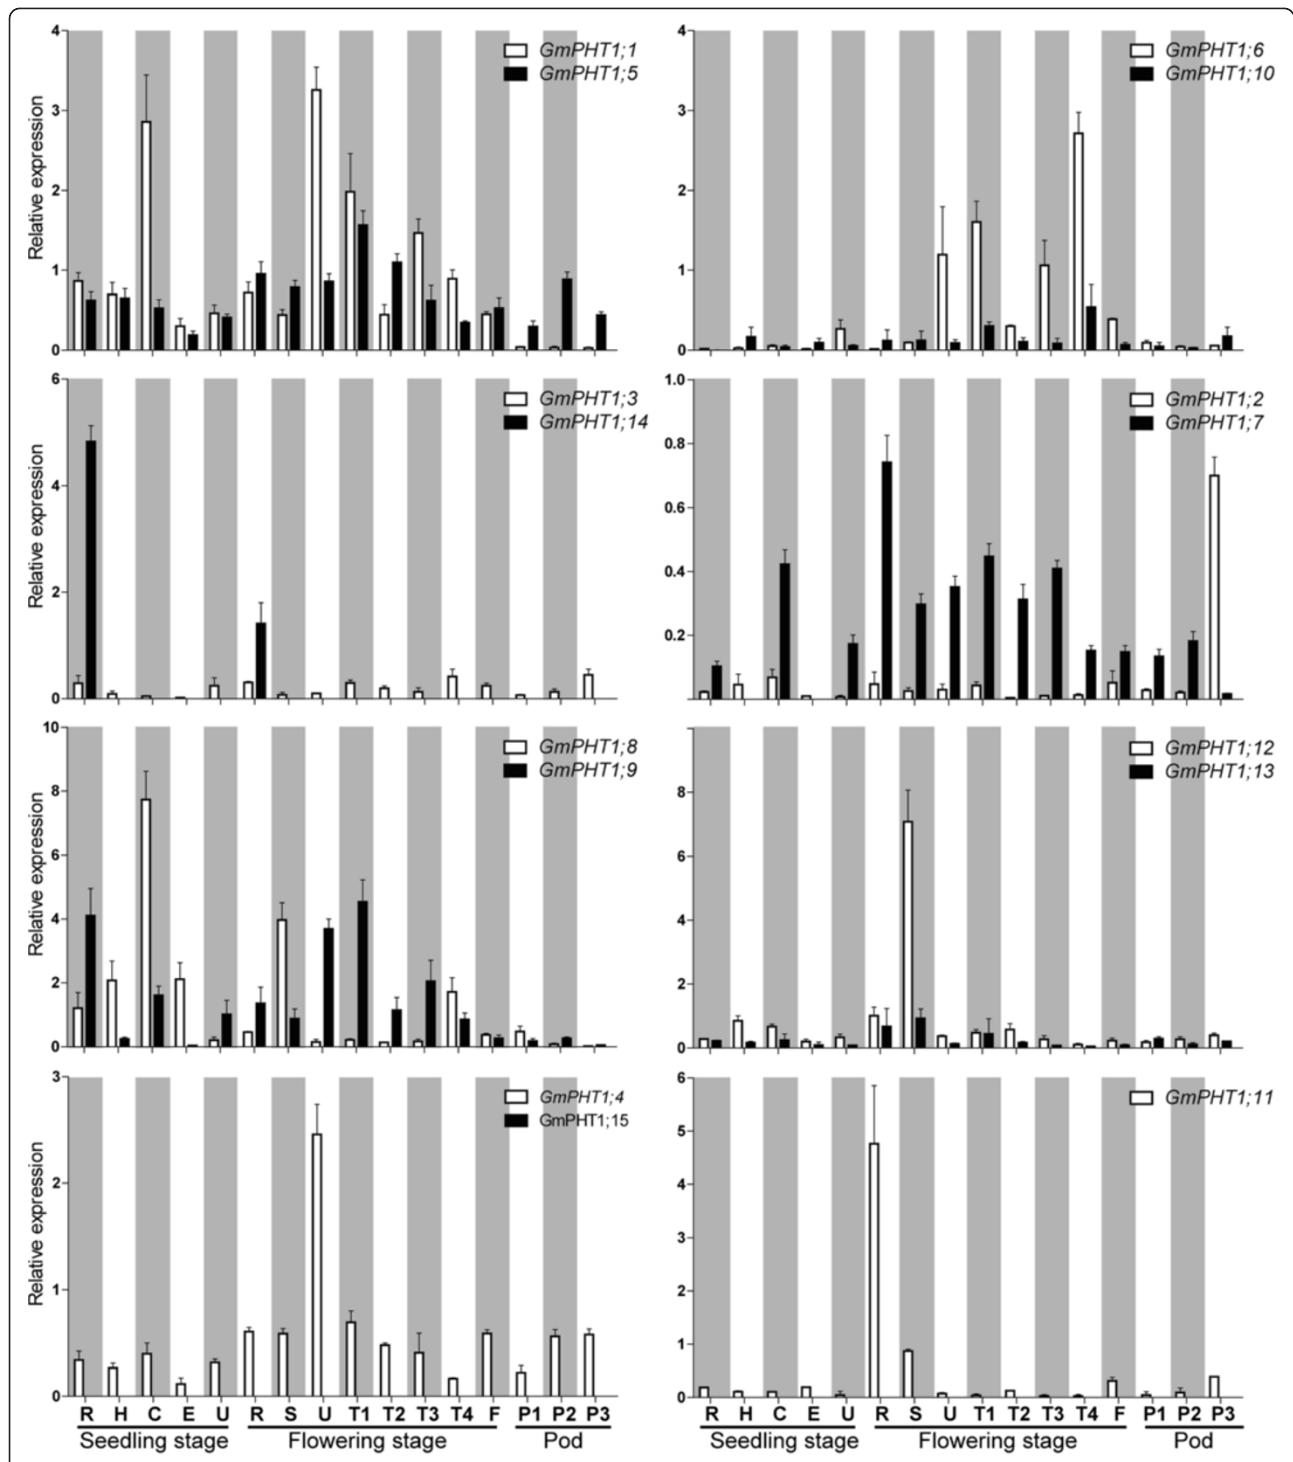 4
3
2
1
0
Relative expression
GmPHT1;1
GmPHT1;5
4
3
2
1
0
GmPHT1;6
GmPHT1;10
6
4
2
0
Relative expression
GmPHT1;3
GmPHT1;14
1.0
0.8
0.6
0.4
0.2
GmPHT1;2
GmPHT1;7
10
8
6
4
2
0
Relative expression
GmPHT1;8
GmPHT1;9
8
6
4
2
0
GmPHT1;12
GmPHT1;13
3
2
1
0
Relative expression
GmPHT1;4
GmPHT1;15
6
5
4
3
2
1
0
GmPHT1;11
R H C E U R S U T1 T2 T3 T4 F P1 P2 P3
Seedling stage Flowering stage Pod
R H C E U R S U T1 T2 T3 T4 F P1 P2 P3
Seedling stage Flowering stage Pod